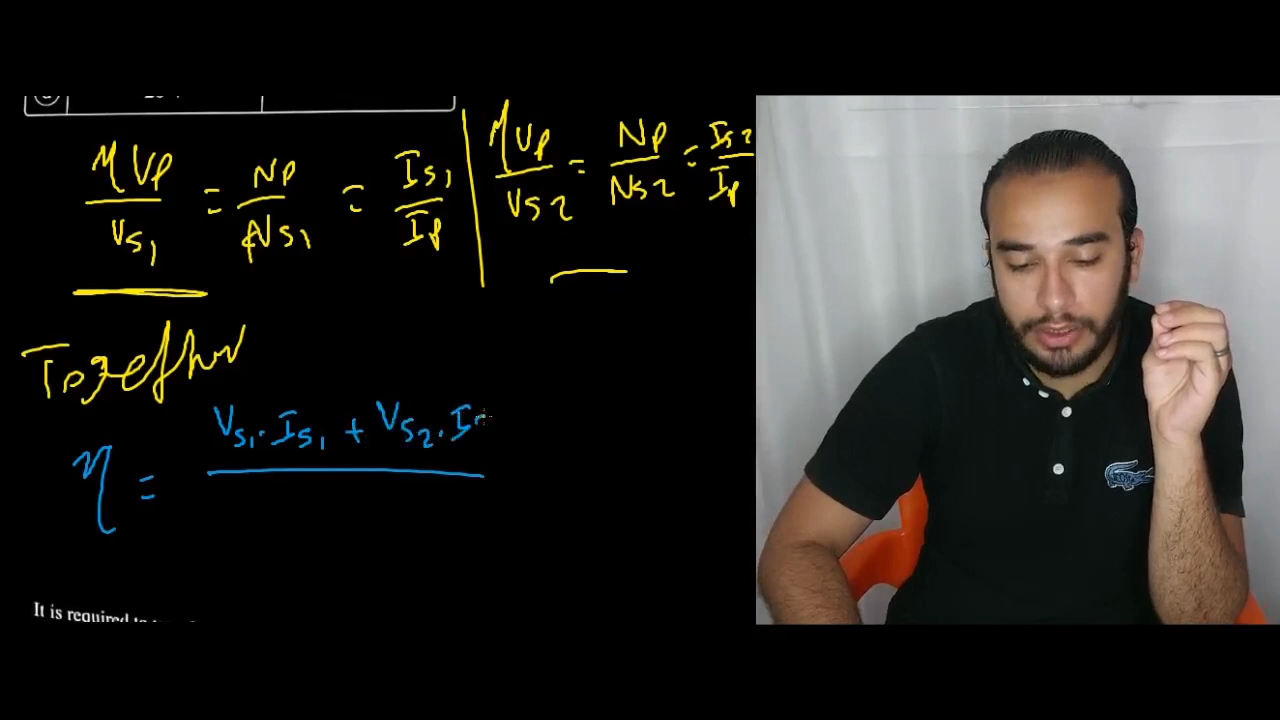 ηVp/Vs1 = Np/Ns1 = Is1/Ip | ηVp/Vs2 = Np/Ns2 = Is2/Ip
Together
η = Vs1.Is1 + Vs2.I
It is required